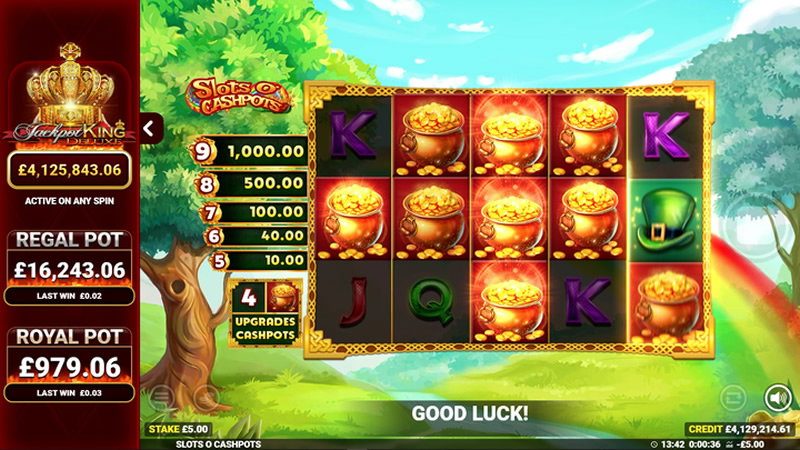 Jackpot KING
DELUXE
£4,125,843.06
ACTIVE ON ANY SPIN
REGAL POT
£16,243.06
LAST WIN £0.02
ROYAL POT
£979.06
LAST WIN £0.03
Slots O'
CASHPOTS
9 1,000.00
8 500.00
7 100.00
6 40.00
5 10.00
4
UPGRADES
CASHPOTS
K K
J Q K
GOOD LUCK!
STAKE £5.00
CREDIT £4,129,214.61
SLOTS O CASHPOTS
13:42 0:00:36 -£5.00